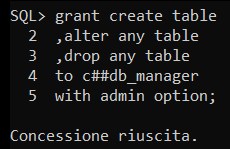 SQL> grant create table
2 ,alter any table
3 ,drop any table
4 to c##db_manager
5 with admin option;
Concessione riuscita.